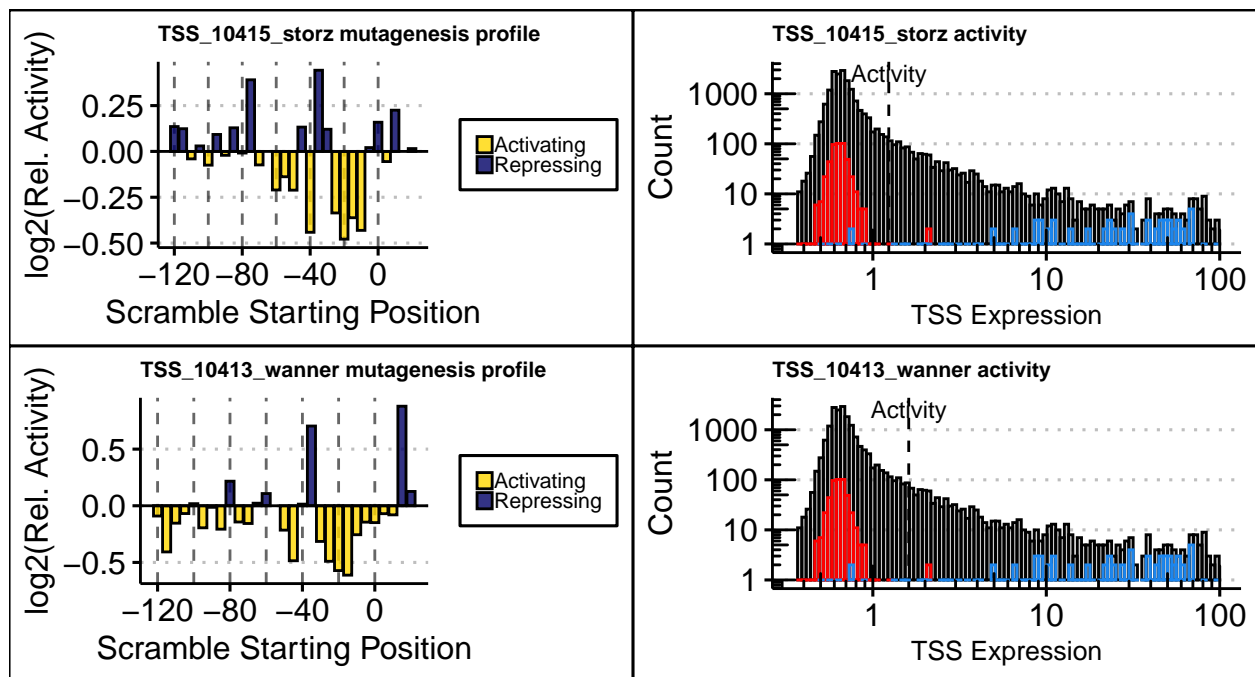 TSS_10415_storz mutagenesis profile
log2(Rel. Activity)
0.25
0.00
−0.25
−0.50
−120
−80
−40
0
Scramble Starting Position
Activating
Repressing
TSS_10415_storz activity
Activity
Count
1000
100
10
1
1
10
100
TSS Expression
TSS_10413_wanner mutagenesis profile
log2(Rel. Activity)
0.5
0.0
−0.5
−120
−80
−40
0
Scramble Starting Position
Activating
Repressing
TSS_10413_wanner activity
Activity
Count
1000
100
10
1
1
10
100
TSS Expression